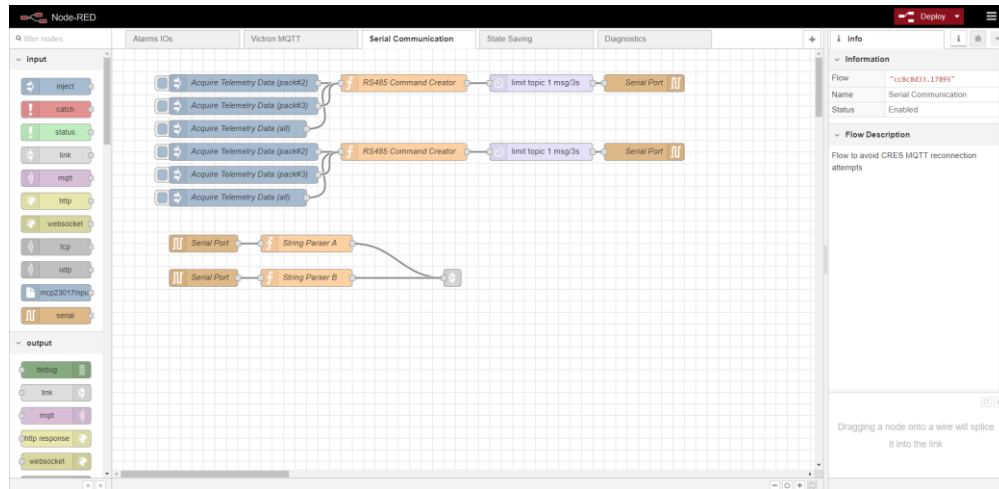 Node-RED
Deploy
filter nodes
Alarms IOs
Victron MQTT
Serial Communication
State Saving
Diagnostics
+
i info
i
input
inject
catch
status
link
mqtt
http
websocket
tcp
udp
mcp23017inpu
serial
output
debug
link
mqtt
http response
websocket
Acquire Telemetry Data (pack#2)
RS485 Command Creator
limit topic 1 msg/3s
Serial Port
Acquire Telemetry Data (pack#3)
Acquire Telemetry Data (all)
Acquire Telemetry Data (pack#2)
RS485 Command Creator
limit topic 1 msg/3s
Serial Port
Acquire Telemetry Data (pack#3)
Acquire Telemetry Data (all)
Serial Port
String Parser A
Serial Port
String Parser B
Information
Flow
"cc8c8d33.17895"
Name
Serial Communication
Status
Enabled
Flow Description
Flow to avoid CRES MQTT reconnection
attempts
Dragging a node onto a wire will splice
it into the link